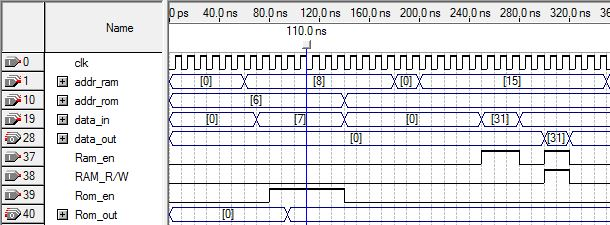 Name 0 ps 40.0 ns 80.0 ns 120.0 ns 160.0 ns 200.0 ns 240.0 ns 280.0 ns 320.0 ns
110.0 ns
0 clk
1 addr_ram [0] [8] [0] [15]
10 addr_rom [6]
19 data_in [0] [7] [0] [31]
28 data_out [0] [31]
37 Ram_en
38 RAM_R/W
39 Rom_en
40 Rom_out [0]